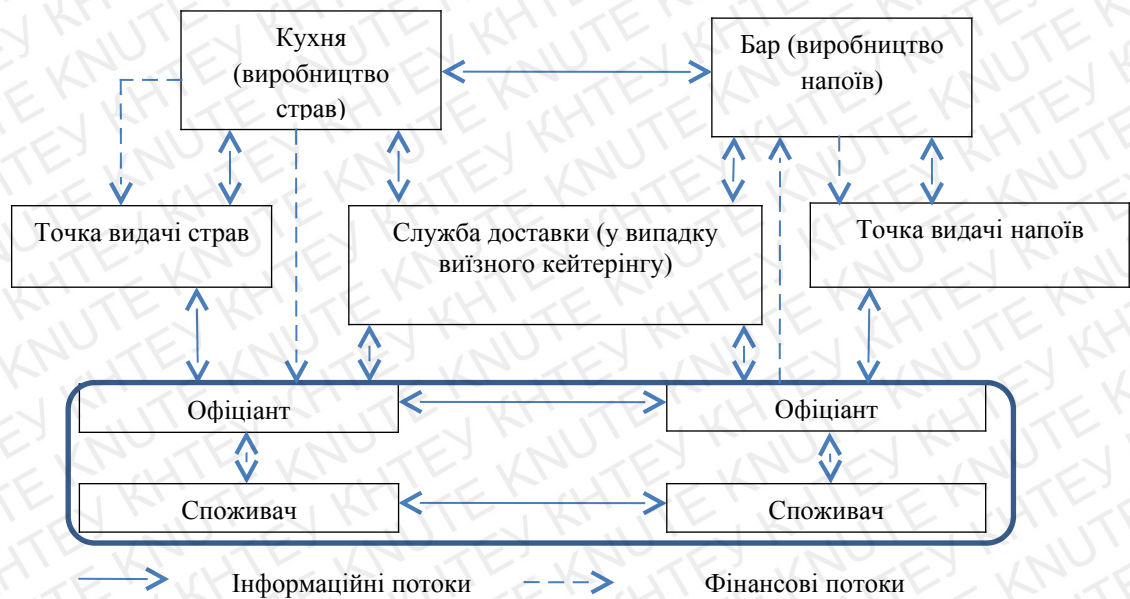 Кухня
(виробництво
страв)
Бар (виробництво
напоїв)
Точка видачі страв
Служба доставки (у випадку
виїзного кейтерінгу)
Точка видачі напоїв
Офіціант
Офіціант
Споживач
Споживач
Інформаційні потоки
Фінансові потоки